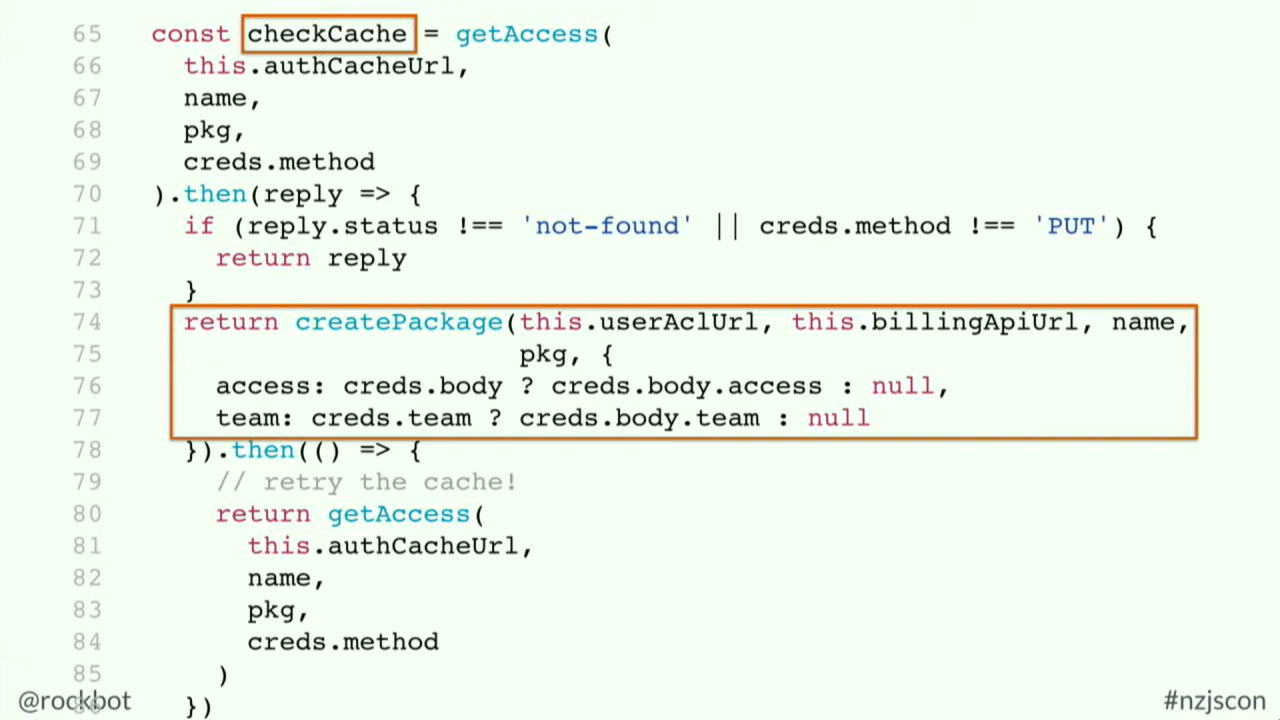 65 const checkCache = getAccess(
66 this.authCacheUrl,
67 name,
68 pkg,
69 creds.method
70 ).then(reply => {
71 if (reply.status !== 'not-found' || creds.method !== 'PUT') {
72 return reply
73 }
74 return createPackage(this.userAclUrl, this.billingApiUrl, name,
75 pkg, {
76 access: creds.body ? creds.body.access : null,
77 team: creds.team ? creds.body.team : null
78 }).then(() => {
79 // retry the cache!
80 return getAccess(
81 this.authCacheUrl,
82 name,
83 pkg,
84 creds.method
85 )
86 })
@rockbot #nzjscon